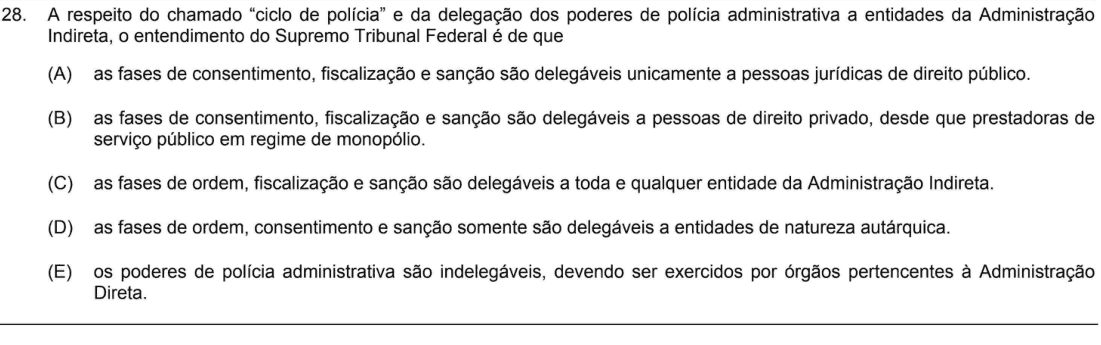 28. A respeito do chamado “ciclo de polícia” e da delegação dos poderes de polícia administrativa a entidades da Administração
Indireta, o entendimento do Supremo Tribunal Federal é de que
(A) as fases de consentimento, fiscalização e sanção são delegáveis unicamente a pessoas jurídicas de direito público.
(B) as fases de consentimento, fiscalização e sanção são delegáveis a pessoas de direito privado, desde que prestadoras de
serviço público em regime de monopólio.
(C) as fases de ordem, fiscalização e sanção são delegáveis a toda e qualquer entidade da Administração Indireta.
(D) as fases de ordem, consentimento e sanção somente são delegáveis a entidades de natureza autárquica.
(E) os poderes de polícia administrativa são indelegáveis, devendo ser exercidos por órgãos pertencentes à Administração
Direta.